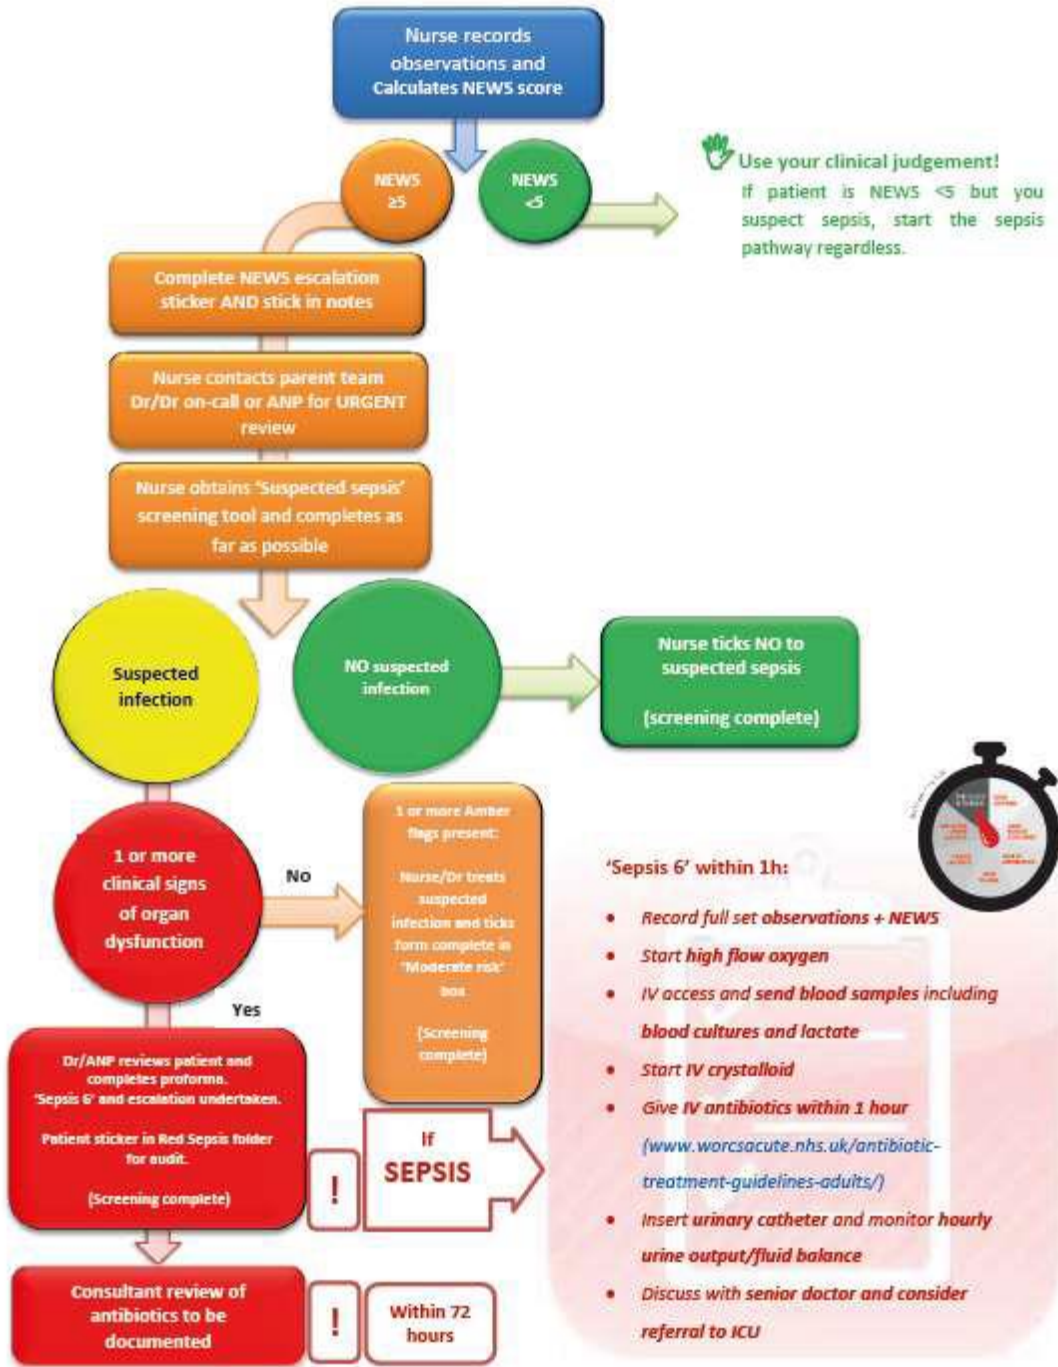 Nurse records
observations and
Calculates NEWS score
NEWS
≥5
NEWS
<5
Use your clinical judgement!
If patient is NEWS <5 but you
suspect sepsis, start the sepsis
pathway regardless.
Complete NEWS escalation
sticker AND stick in notes
Nurse contacts parent team
Dr/Dr on-call or ANP for URGENT
review
Nurse obtains 'Suspected sepsis'
screening tool and completes as
far as possible
Suspected
infection
NO suspected
infection
Nurse ticks NO to
suspected sepsis
(screening complete)
1 or more
clinical signs
of organ
dysfunction
No
1 or more Amber
flags present:
Nurse/Dr treats
suspected
infection and ticks
form complete in
'Moderate risk'
box
(Screening
complete)
Yes
Dr/ANP reviews patient and
completes proforma.
'Sepsis 6' and escalation undertaken.
Patient sticker in Red Sepsis folder
for audit.
(Screening complete)
!
If
SEPSIS
'Sepsis 6' within 1h:
• Record full set observations + NEWS
• Start high flow oxygen
• IV access and send blood samples including
blood cultures and lactate
• Start IV crystalloid
• Give IV antibiotics within 1 hour
(www.worcsacute.nhs.uk/antibiotic-
treatment-guidelines-adults/)
• Insert urinary catheter and monitor hourly
urine output/fluid balance
• Discuss with senior doctor and consider
referral to ICU
Consultant review of
antibiotics to be
documented
!
Within 72
hours